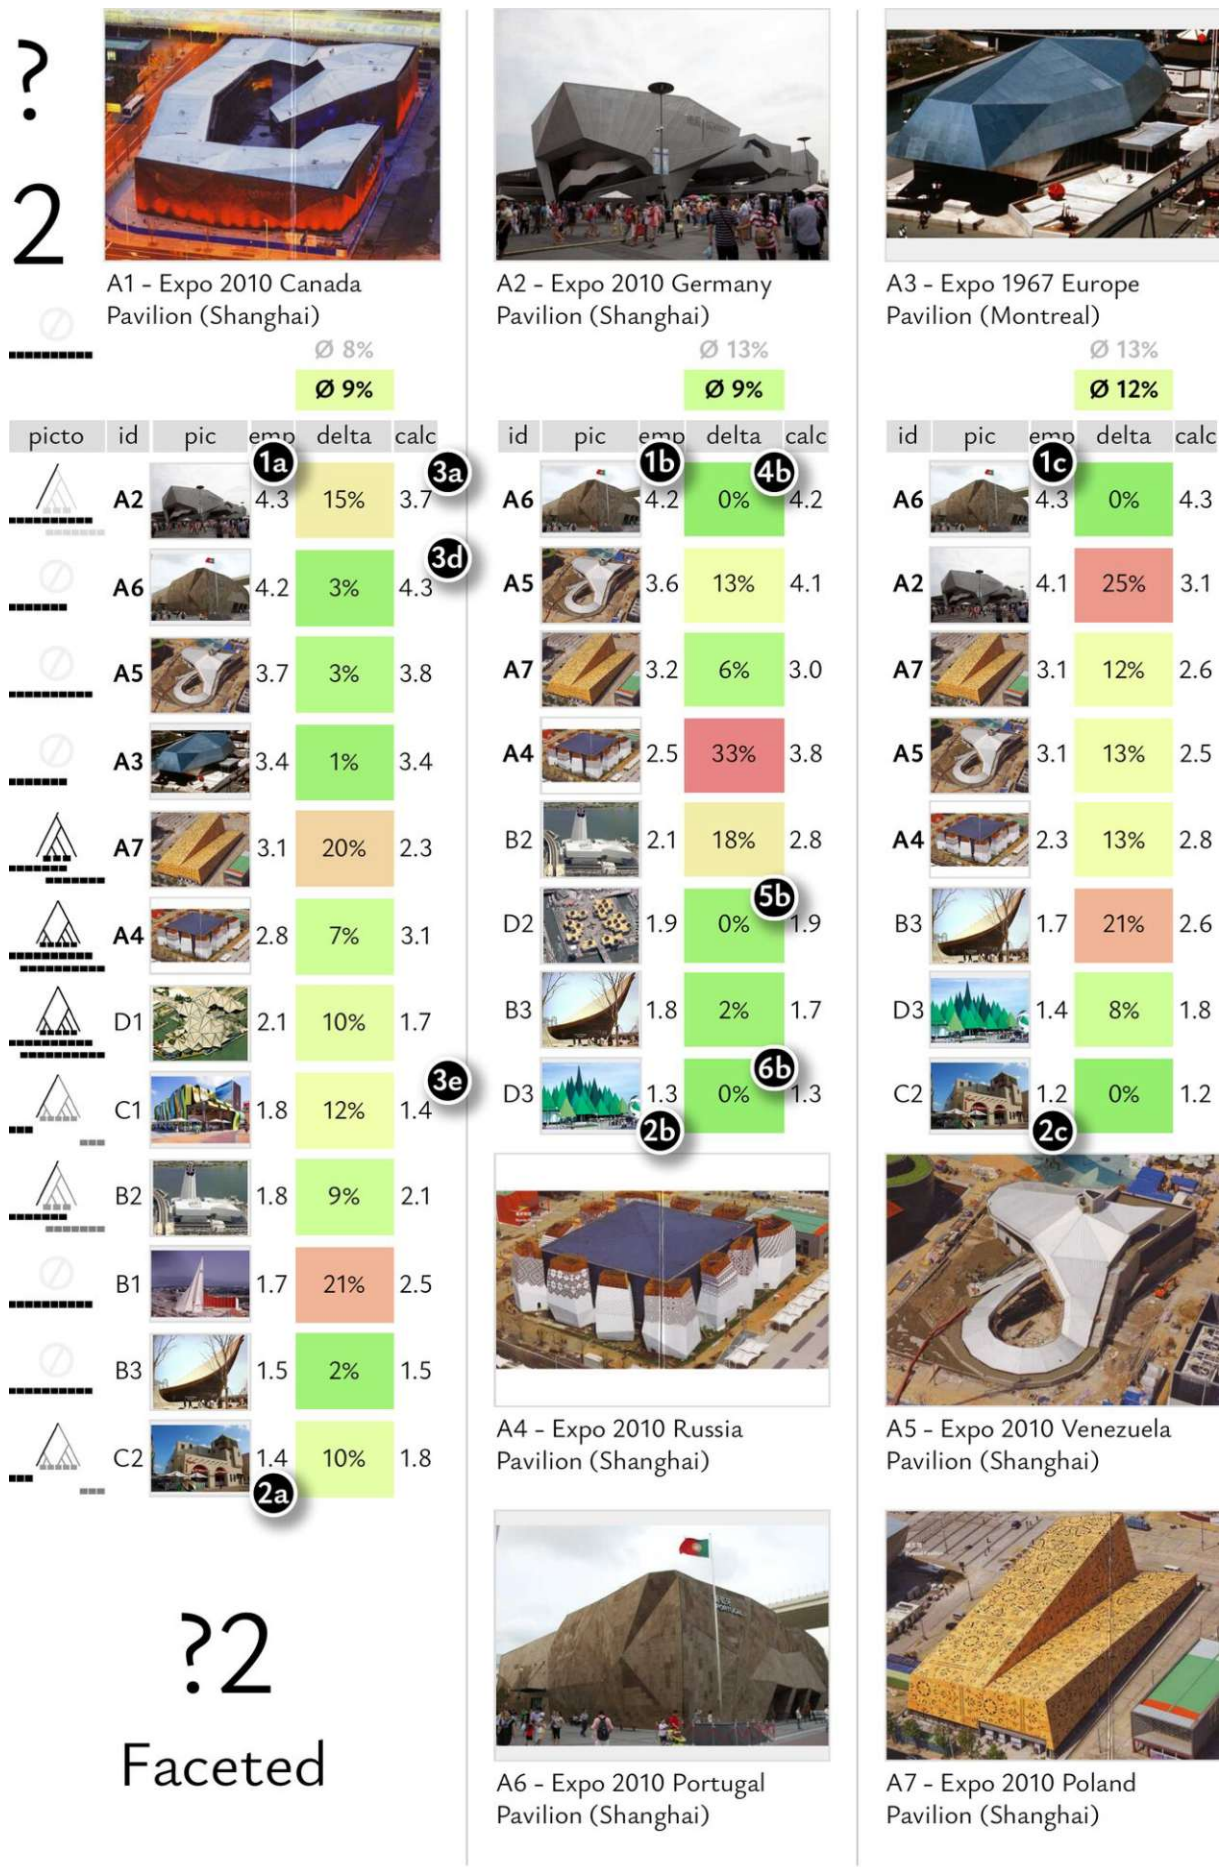 ?
2
A1 - Expo 2010 Canada
Pavilion (Shanghai)
Ø 8%
Ø 9%
picto id pic emp delta calc
1a
3a
A2 4.3 15% 3.7
3d
A6 4.2 3% 4.3
A5 3.7 3% 3.8
A3 3.4 1% 3.4
A7 3.1 20% 2.3
A4 2.8 7% 3.1
D1 2.1 10% 1.7
3e
C1 1.8 12% 1.4
B2 1.8 9% 2.1
B1 1.7 21% 2.5
B3 1.5 2% 1.5
C2 1.4 10% 1.8
2a
?2
Faceted
A2 - Expo 2010 Germany
Pavilion (Shanghai)
Ø 13%
Ø 9%
id pic emp delta calc
1b
4b
A6 4.2 0% 4.2
A5 3.6 13% 4.1
A7 3.2 6% 3.0
A4 2.5 33% 3.8
B2 2.1 18% 2.8
5b
D2 1.9 0% 1.9
B3 1.8 2% 1.7
6b
D3 1.3 0% 1.3
2b
A4 - Expo 2010 Russia
Pavilion (Shanghai)
PORTUGAL
A6 - Expo 2010 Portugal
Pavilion (Shanghai)
A3 - Expo 1967 Europe
Pavilion (Montreal)
Ø 13%
Ø 12%
id pic emp delta calc
1c
A6 4.3 0% 4.3
A2 4.1 25% 3.1
A7 3.1 12% 2.6
A5 3.1 13% 2.5
A4 2.3 13% 2.8
B3 1.7 21% 2.6
D3 1.4 8% 1.8
C2 1.2 0% 1.2
2c
A5 - Expo 2010 Venezuela
Pavilion (Shanghai)
A7 - Expo 2010 Poland
Pavilion (Shanghai)